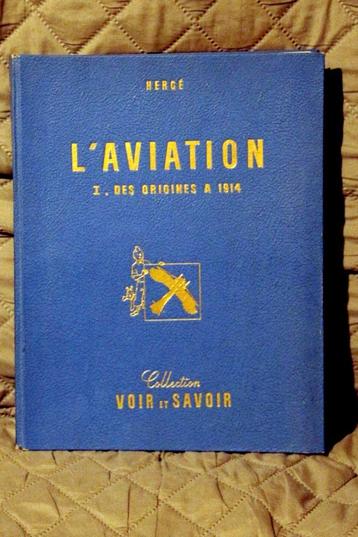 HERGÉ
L'AVIATION
I. DES ORIGINES A 1914
Collection
VOIR ET SAVOIR